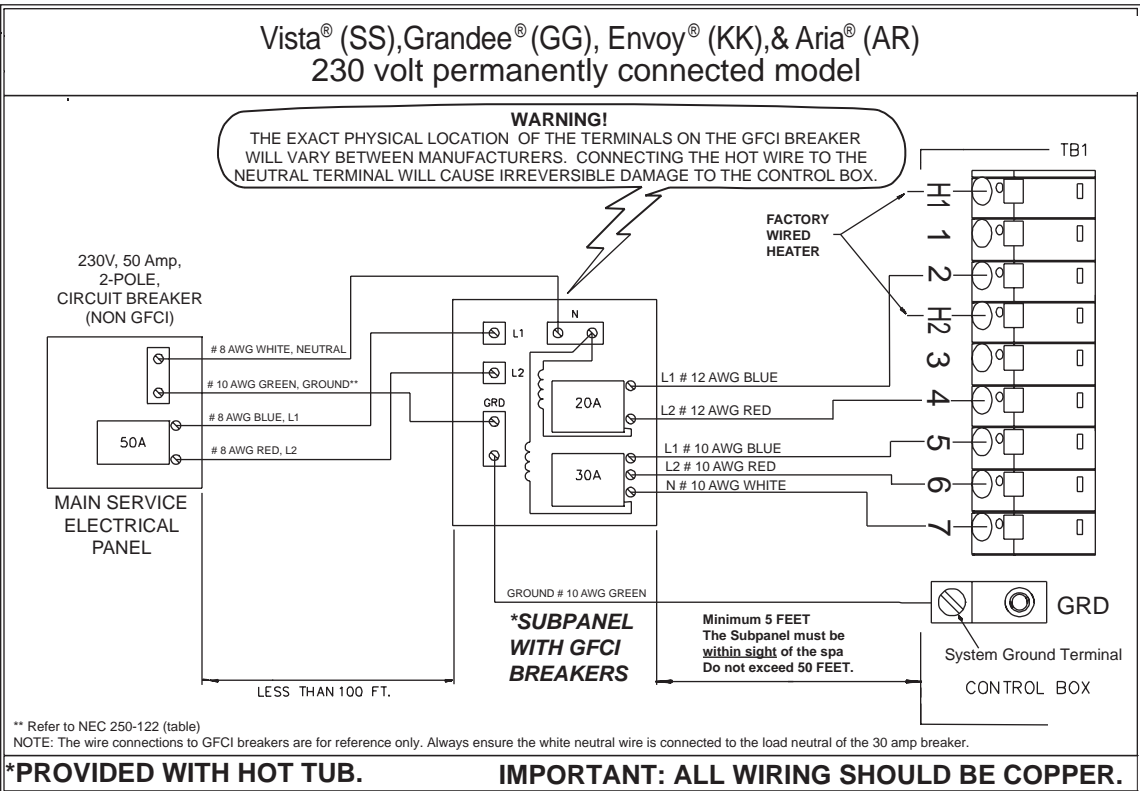 Vista® (SS),Grandee® (GG), Envoy® (KK),& Aria® (AR)
230 volt permanently connected model
WARNING!
THE EXACT PHYSICAL LOCATION OF THE TERMINALS ON THE GFCI BREAKER
WILL VARY BETWEEN MANUFACTURERS. CONNECTING THE HOT WIRE TO THE
NEUTRAL TERMINAL WILL CAUSE IRREVERSIBLE DAMAGE TO THE CONTROL BOX.
230V, 50 Amp,
2-POLE,
CIRCUIT BREAKER
(NON GFCI)
# 8 AWG WHITE, NEUTRAL
# 10 AWG GREEN, GROUND**
# 8 AWG BLUE, L1
# 8 AWG RED, L2
50A
MAIN SERVICE
ELECTRICAL
PANEL
L1
N
L2
GRD
20A
30A
L1 # 12 AWG BLUE
L2 # 12 AWG RED
L1 # 10 AWG BLUE
L2 # 10 AWG RED
N # 10 AWG WHITE
FACTORY
WIRED
HEATER
TB1
H1
1
2
H2
3
4
5
6
7
GROUND # 10 AWG GREEN
*SUBPANEL
WITH GFCI
BREAKERS
Minimum 5 FEET
The Subpanel must be
within sight of the spa
Do not exceed 50 FEET.
GRD
System Ground Terminal
CONTROL BOX
LESS THAN 100 FT.
** Refer to NEC 250-122 (table)
NOTE: The wire connections to GFCI breakers are for reference only. Always ensure the white neutral wire is connected to the load neutral of the 30 amp breaker.
*PROVIDED WITH HOT TUB.
IMPORTANT: ALL WIRING SHOULD BE COPPER.